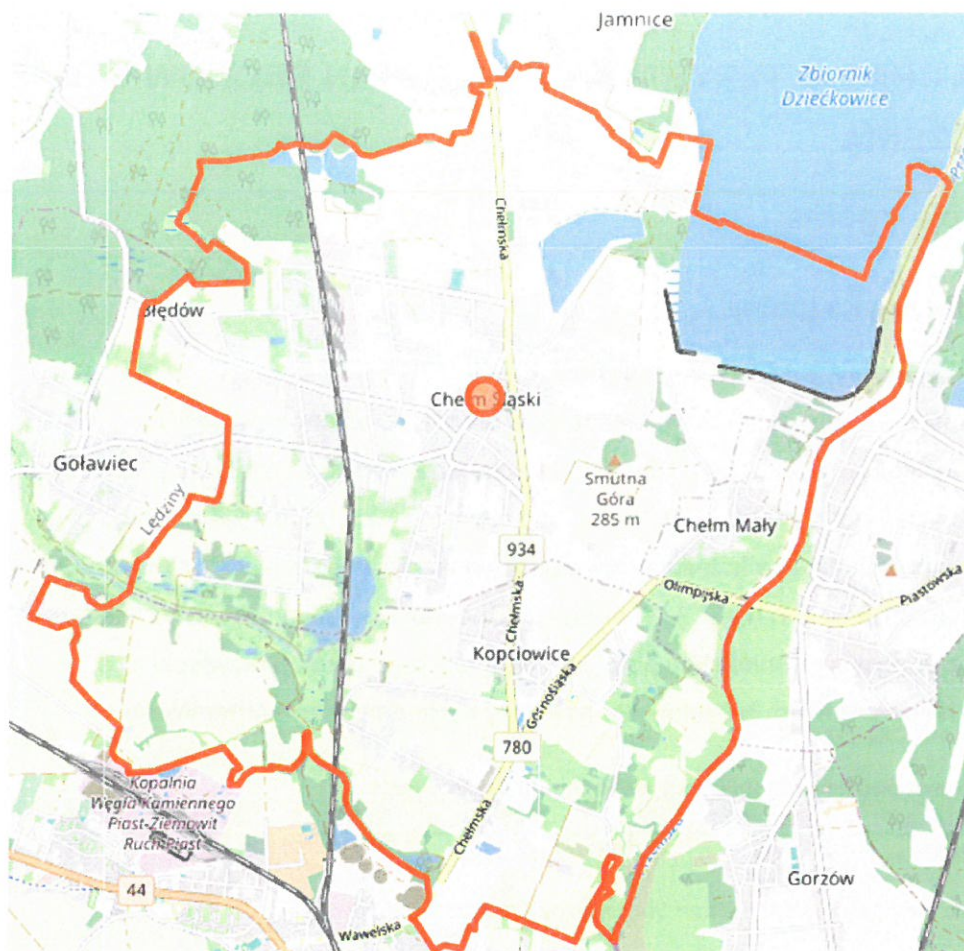 Jamnice
Zbiornik
Dziećkowice
Chełmska
Błędów
Chełm Śląski
Goławiec
Lędziny
Smutna
Góra
285 m
Chełm Mały
934
Olimpijska
Piastowska
Chełmska
Kopciowice
Górnośląska
780
Kopalnia
Węgla Kamiennego
Piast-Ziemowit
Ruch Piast
Chełmska
44
Gorzów
Wawelska